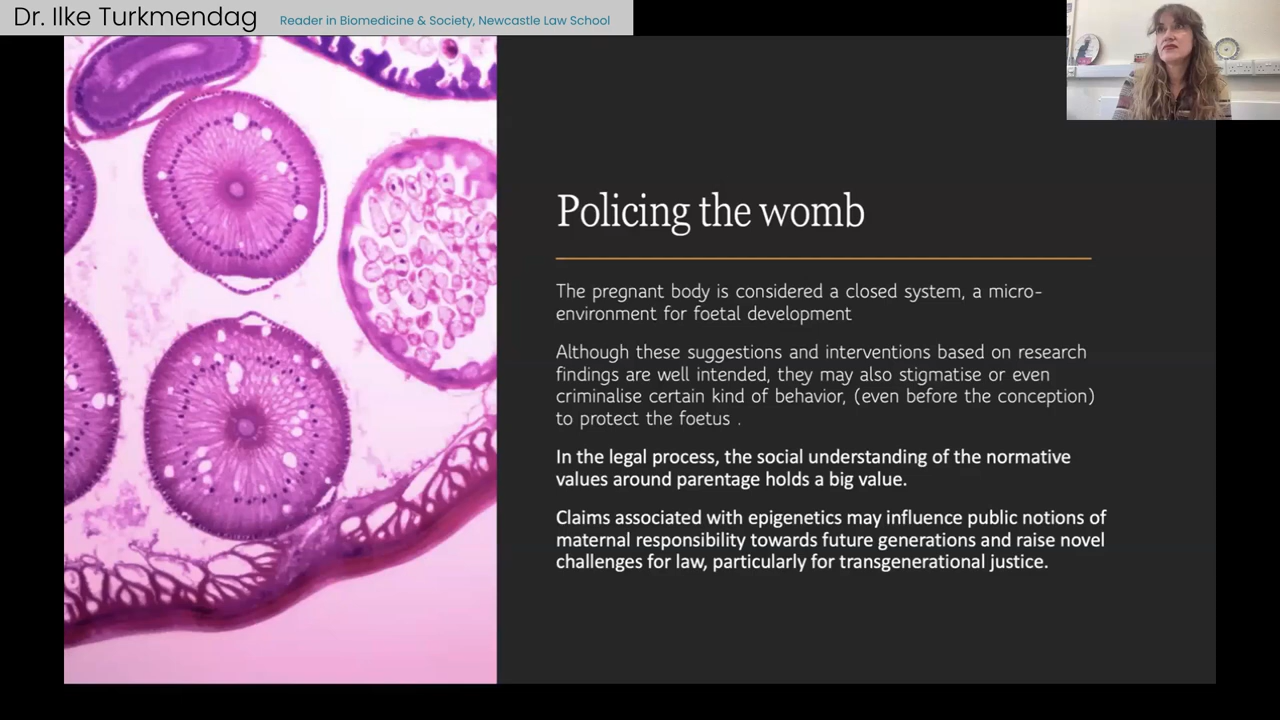 Dr. Ilke Turkmendag Reader in Biomedicine & Society, Newcastle Law School
Policing the womb
The pregnant body is considered a closed system, a micro-
environment for foetal development
Although these suggestions and interventions based on research
findings are well intended, they may also stigmatise or even
criminalise certain kind of behavior, (even before the conception)
to protect the foetus .
In the legal process, the social understanding of the normative
values around parentage holds a big value.
Claims associated with epigenetics may influence public notions of
maternal responsibility towards future generations and raise novel
challenges for law, particularly for transgenerational justice.